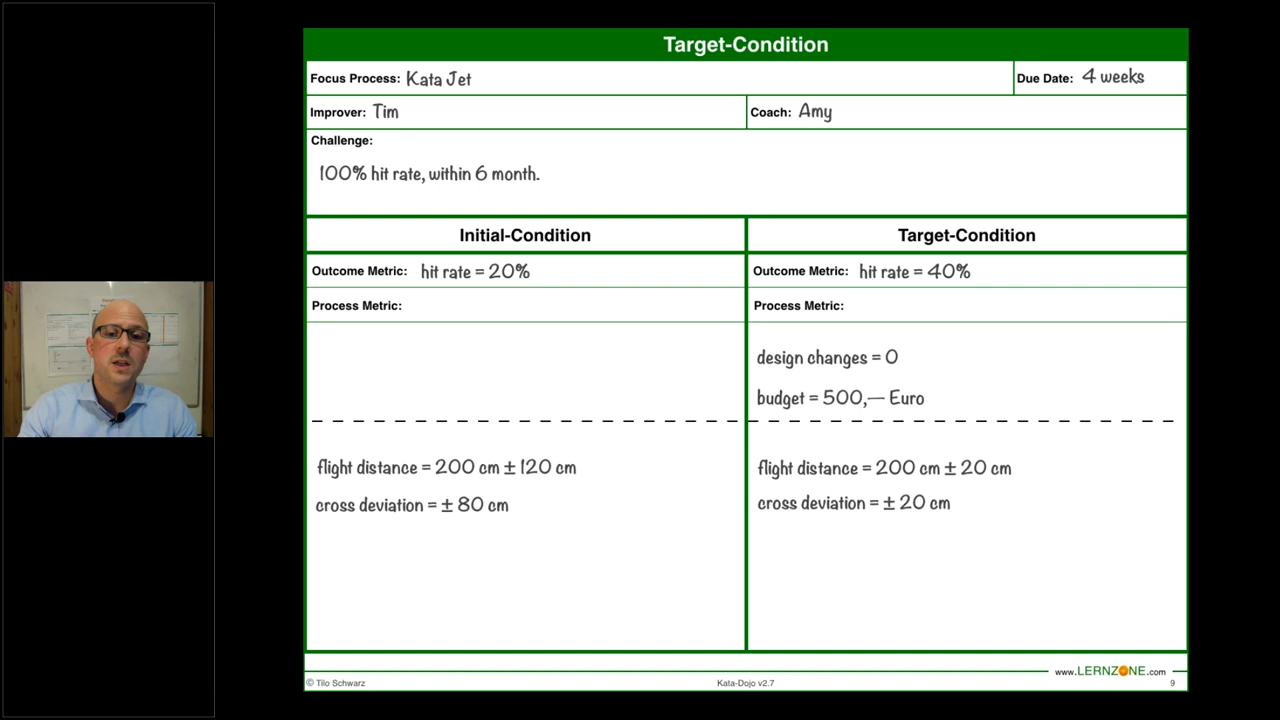 Target-Condition
Focus Process: Kata Jet
Due Date: 4 weeks
Improver: Tim
Coach: Amy
Challenge:
100% hit rate, within 6 month.
Initial-Condition
Target-Condition
Outcome Metric: hit rate = 20%
Outcome Metric: hit rate = 40%
Process Metric:
Process Metric:
design changes = 0
budget = 500,— Euro
flight distance = 200 cm ± 120 cm
flight distance = 200 cm ± 20 cm
cross deviation = ± 80 cm
cross deviation = ± 20 cm
www.LERNZONE.com
© Tilo Schwarz
Kata-Dojo v2.7
9